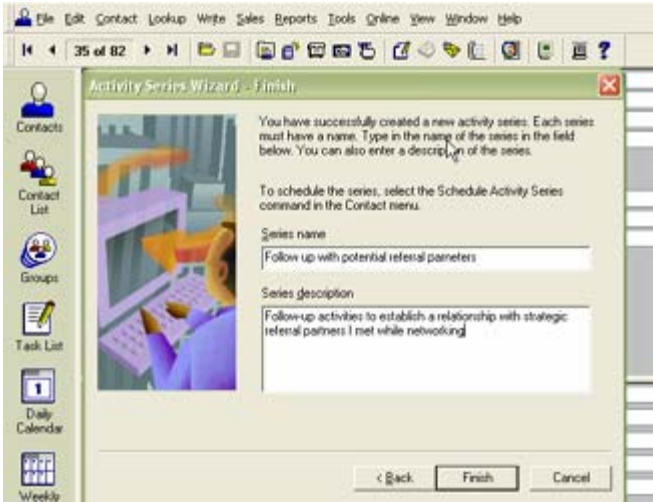 File Edit Contact Lookup Write Sales Reports Tools Online View Window Help
35 of 82
Activity Series Wizard - Finish
Contacts
Contact
List
Groups
Task List
Daily
Calendar
Weekly
You have successfully created a new activity series. Each series
must have a name. Type in the name of the series in the field
below. You can also enter a description of the series.
To schedule the series, select the Schedule Activity Series
command in the Contact menu.
Series name
Follow up with potential referral parneters
Series description
Follow-up activities to establish a relationship with strategic
referral partners I met while networking
< Back Finish Cancel